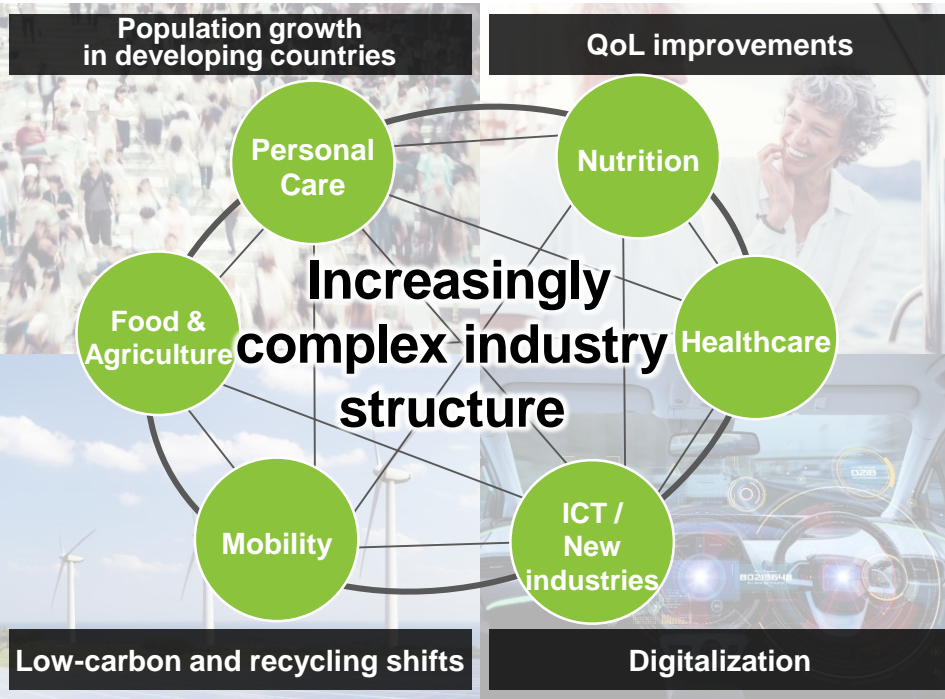 Population growth
in developing countries
QoL improvements
Personal
Care
Nutrition
Increasingly
complex industry
structure
Food &
Agriculture
Healthcare
Mobility
ICT /
New
industries
80213648
Low-carbon and recycling shifts
Digitalization